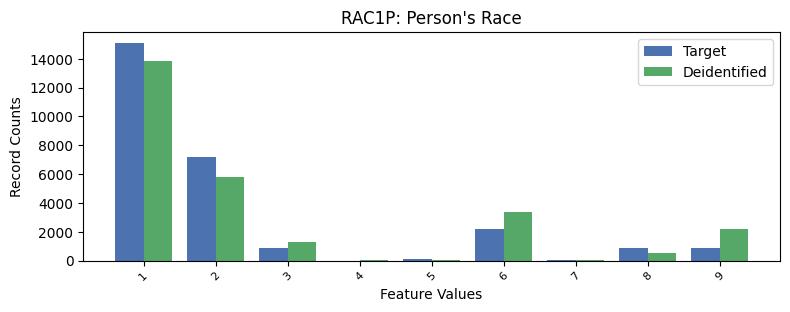 RAC1P: Person's Race
Record Counts
14000
12000
10000
8000
6000
4000
2000
0
Target
Deidentified
1 2 3 4 5 6 7 8 9
Feature Values